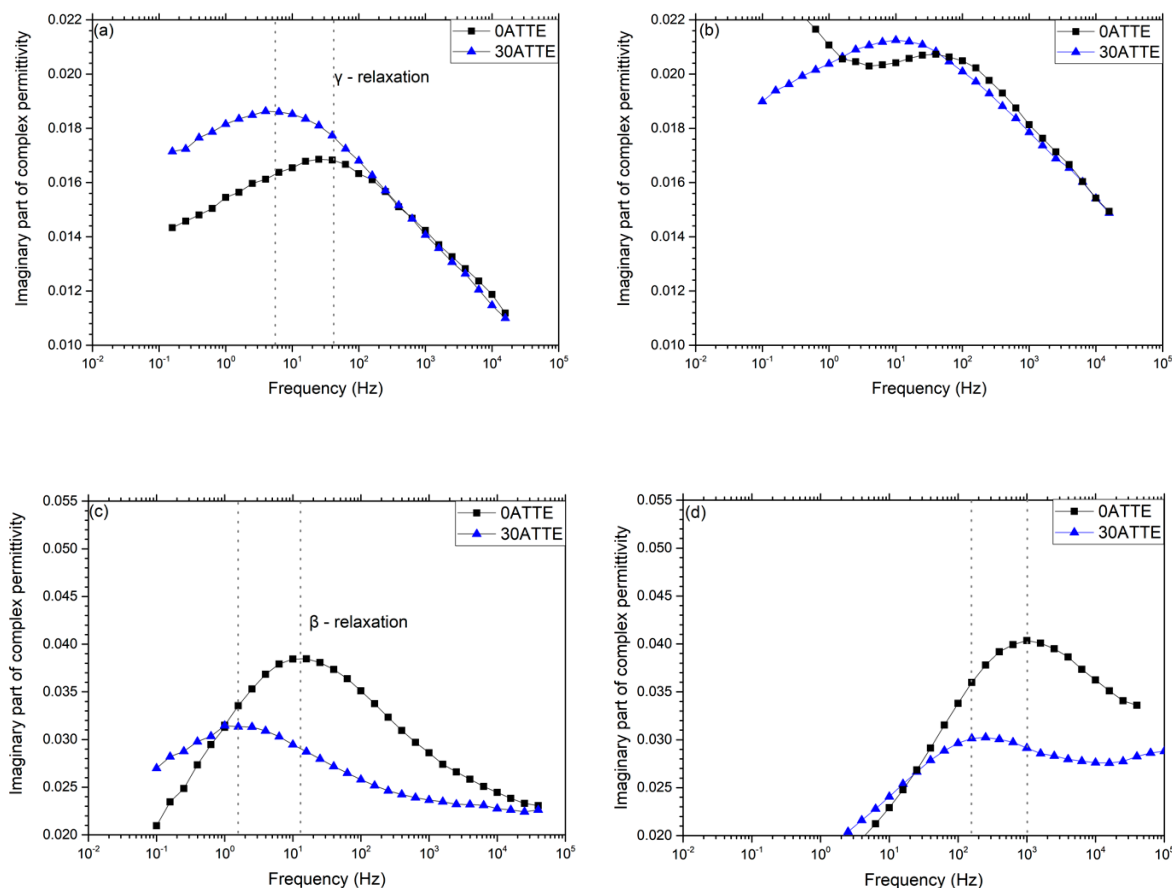 (a)
0ATTE
30ATTE
γ - relaxation
Imaginary part of complex permittivity
0.022
0.020
0.018
0.016
0.014
0.012
0.010
10-2
10-1
100
101
102
103
104
105
Frequency (Hz)
(b)
0ATTE
30ATTE
Imaginary part of complex permittivity
0.022
0.020
0.018
0.016
0.014
0.012
0.010
10-2
10-1
100
101
102
103
104
105
Frequency (Hz)
(c)
0ATTE
30ATTE
β - relaxation
Imaginary part of complex permittivity
0.055
0.050
0.045
0.040
0.035
0.030
0.025
0.020
10-2
10-1
100
101
102
103
104
105
Frequency (Hz)
(d)
0ATTE
30ATTE
Imaginary part of complex permittivity
0.055
0.050
0.045
0.040
0.035
0.030
0.025
0.020
10-2
10-1
100
101
102
103
104
105
Frequency (Hz)